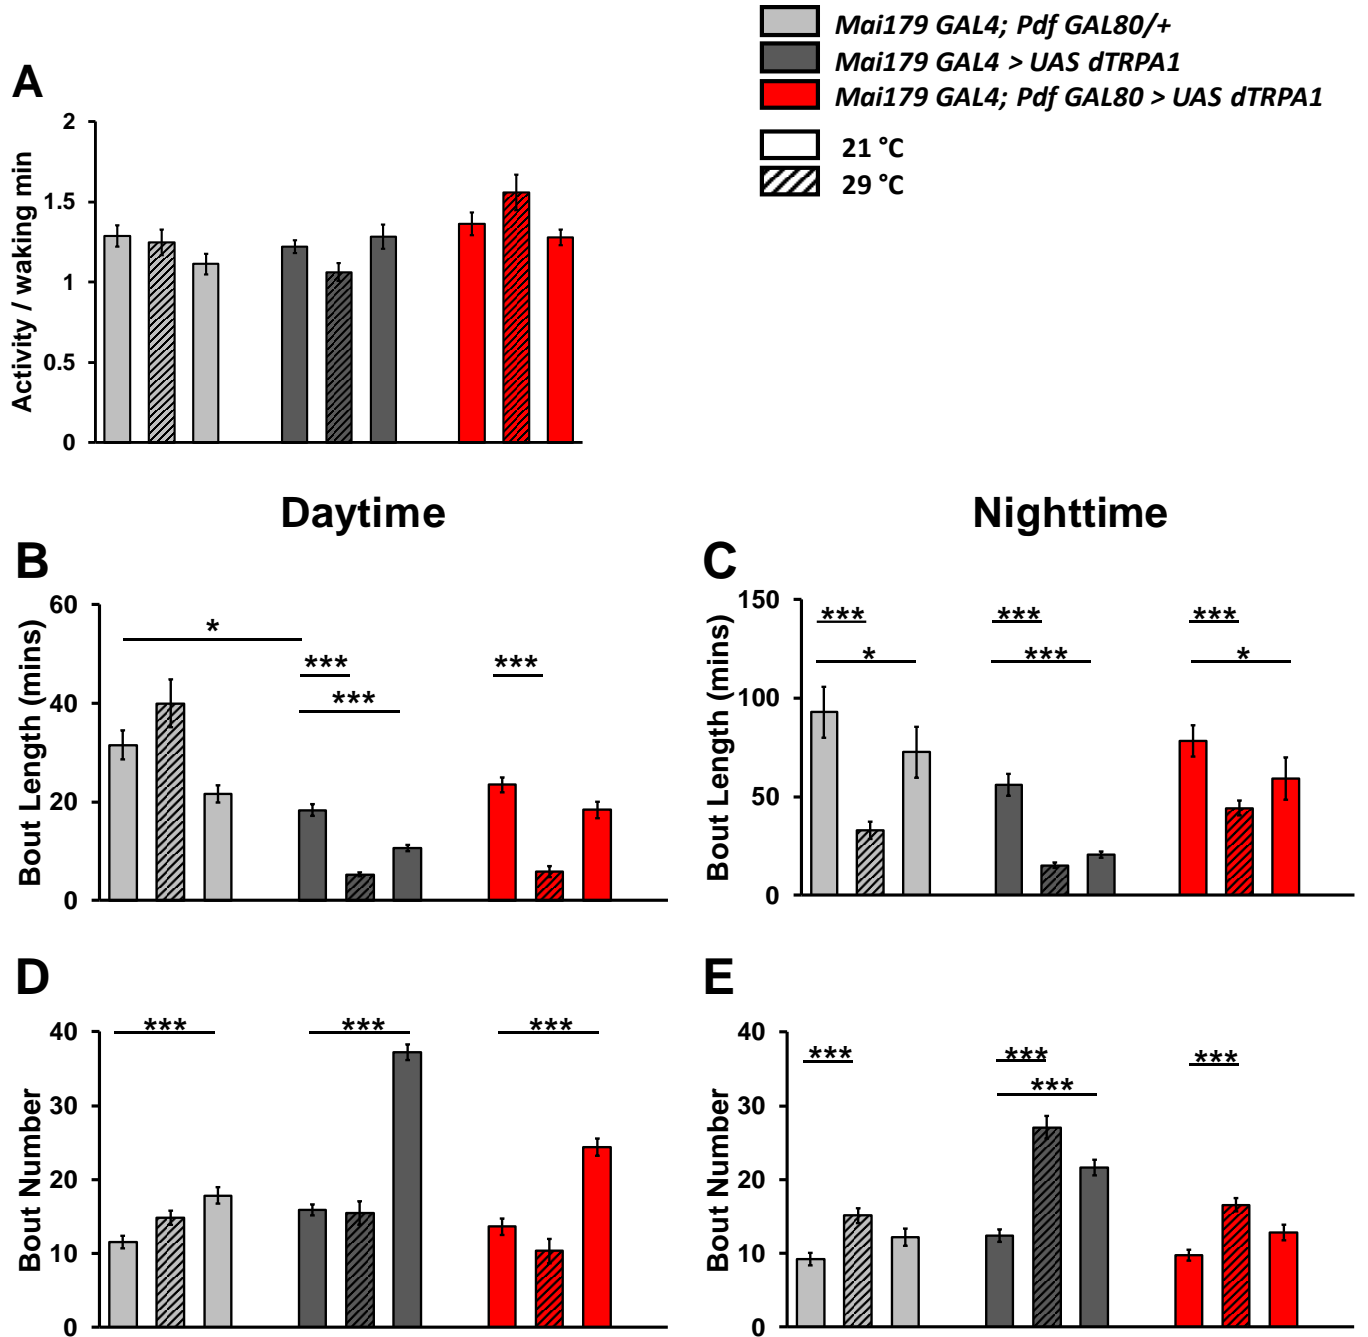 Mai179 GAL4; Pdf GAL80/+
Mai179 GAL4 > UAS dTRPA1
Mai179 GAL4; Pdf GAL80 > UAS dTRPA1
21 °C
29 °C
A
Activity / waking min
2
1.5
1
0.5
0
Daytime
Nighttime
B
Bout Length (mins)
60
40
20
0
*
***
***
***
C
Bout Length (mins)
150
100
50
0
***
*
***
***
***
*
D
Bout Number
40
30
20
10
0
***
***
***
E
Bout Number
40
30
20
10
0
***
***
***
***